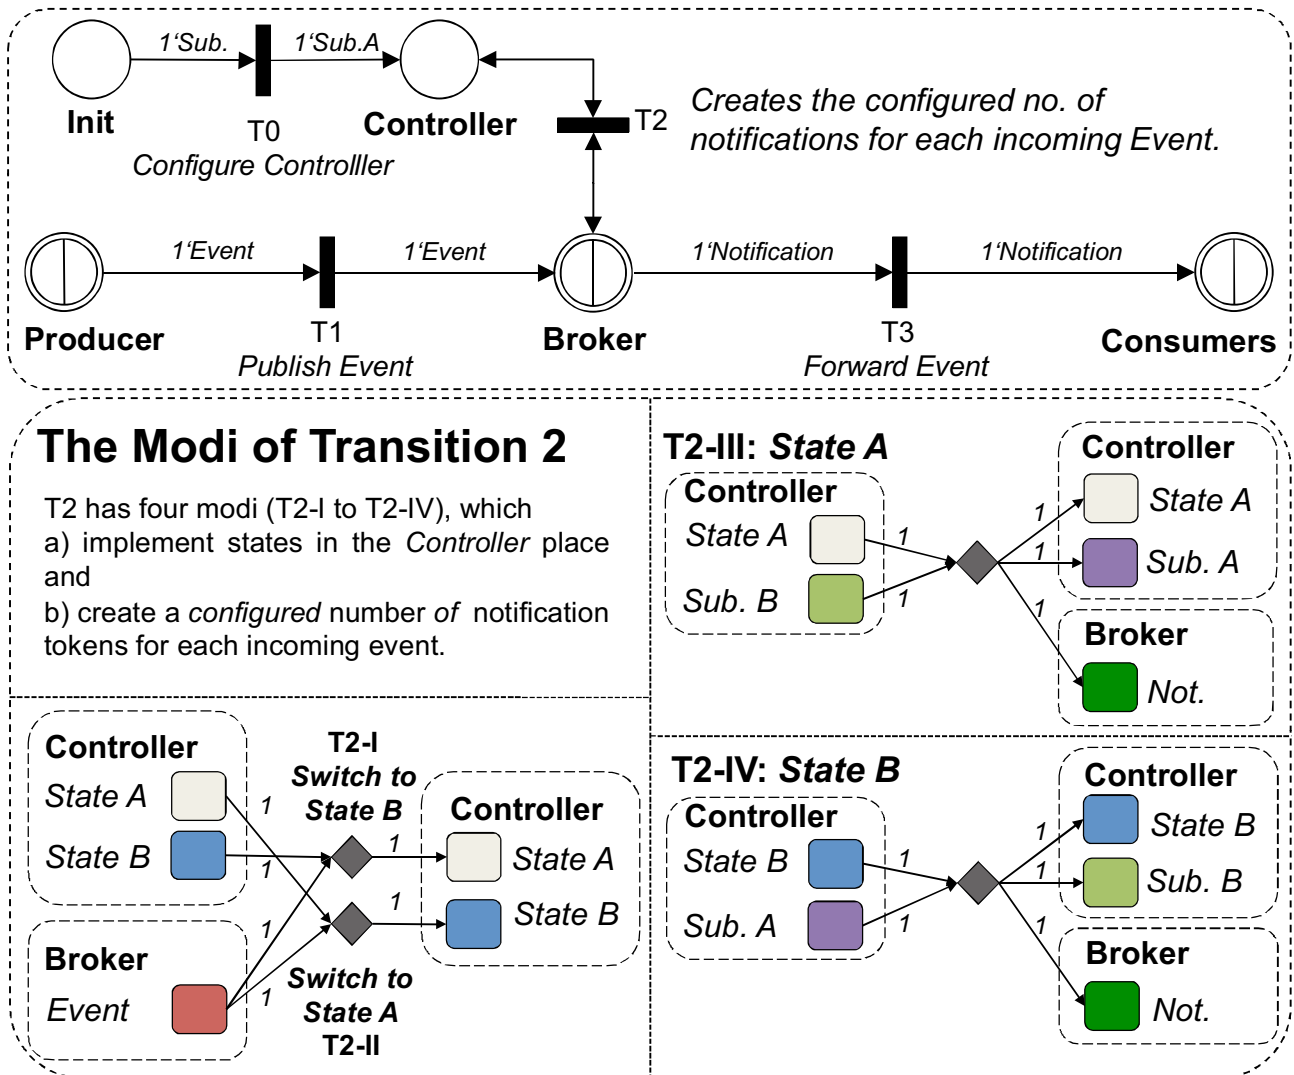 1‘Sub.
1‘Sub.A
Init
T0
Configure Controlller
Controller
T2
Creates the configured no. of
notifications for each incoming Event.
1‘Event
1‘Event
1‘Notification
1‘Notification
Producer
T1
Publish Event
Broker
T3
Forward Event
Consumers
The Modi of Transition 2
T2 has four modi (T2-I to T2-IV), which
a) implement states in the Controller place
and
b) create a configured number of notification
tokens for each incoming event.
Controller
State A
State B
Broker
Event
1
1
1
1
T2-I
Switch to
State B
1
1
Switch to
State A
T2-II
Controller
State A
State B
T2-III: State A
Controller
State A
Sub. B
1
1
1
1
1
Controller
State A
Sub. A
Broker
Not.
T2-IV: State B
Controller
State B
Sub. A
1
1
1
1
1
Controller
State B
Sub. B
Broker
Not.